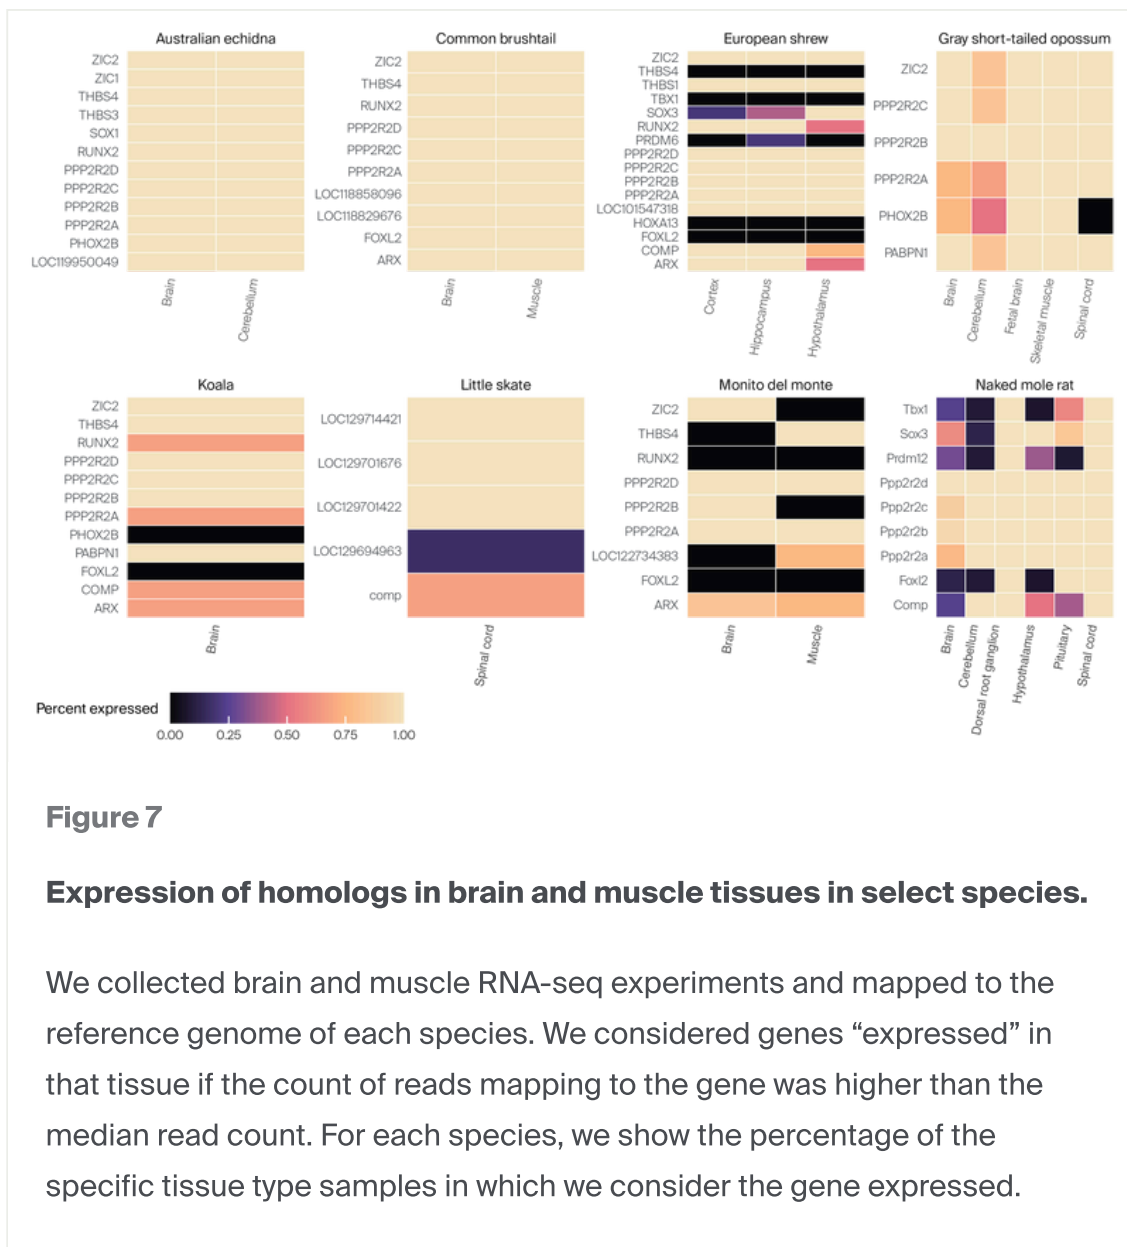 Australian echidna
ZIC2
ZIC1
THBS4
THBS3
SOX1
RUNX2
PPP2R2D
PPP2R2C
PPP2R2B
PPP2R2A
PHOX2B
LOC119950049
Brain
Cerebellum
Common brushtail
ZIC2
THBS4
RUNX2
PPP2R2D
PPP2R2C
PPP2R2A
LOC118858096
LOC118829676
FOXL2
ARX
Brain
Muscle
European shrew
ZIC2
THBS4
THBS1
TBX1
SOX3
RUNX2
PRDM6
PPP2R2D
PPP2R2C
PPP2R2B
PPP2R2A
LOC101547318
HOXA13
FOXL2
COMP
ARX
Cortex
Hippocampus
Hypothalamus
Gray short-tailed opossum
ZIC2
PPP2R2C
PPP2R2B
PPP2R2A
PHOX2B
PABPN1
Brain
Cerebellum
Fetal brain
Skeletal muscle
Spinal cord
Koala
ZIC2
THBS4
RUNX2
PPP2R2D
PPP2R2C
PPP2R2B
PPP2R2A
PHOX2B
PABPN1
FOXL2
COMP
ARX
Brain
Little skate
LOC129714421
LOC129701676
LOC129701422
LOC129694963
comp
Spinal cord
Monito del monte
ZIC2
THBS4
RUNX2
PPP2R2D
PPP2R2B
PPP2R2A
LOC122734383
FOXL2
ARX
Brain
Muscle
Naked mole rat
Tbx1
Sox3
Prdm12
Ppp2r2d
Ppp2r2c
Ppp2r2b
Ppp2r2a
Foxl2
Comp
Brain
Cerebellum
Dorsal root ganglion
Hypothalamus
Pituitary
Spinal cord
Percent expressed
0.00 0.25 0.50 0.75 1.00
Figure 7
Expression of homologs in brain and muscle tissues in select species.
We collected brain and muscle RNA-seq experiments and mapped to the
reference genome of each species. We considered genes “expressed” in
that tissue if the count of reads mapping to the gene was higher than the
median read count. For each species, we show the percentage of the
specific tissue type samples in which we consider the gene expressed.